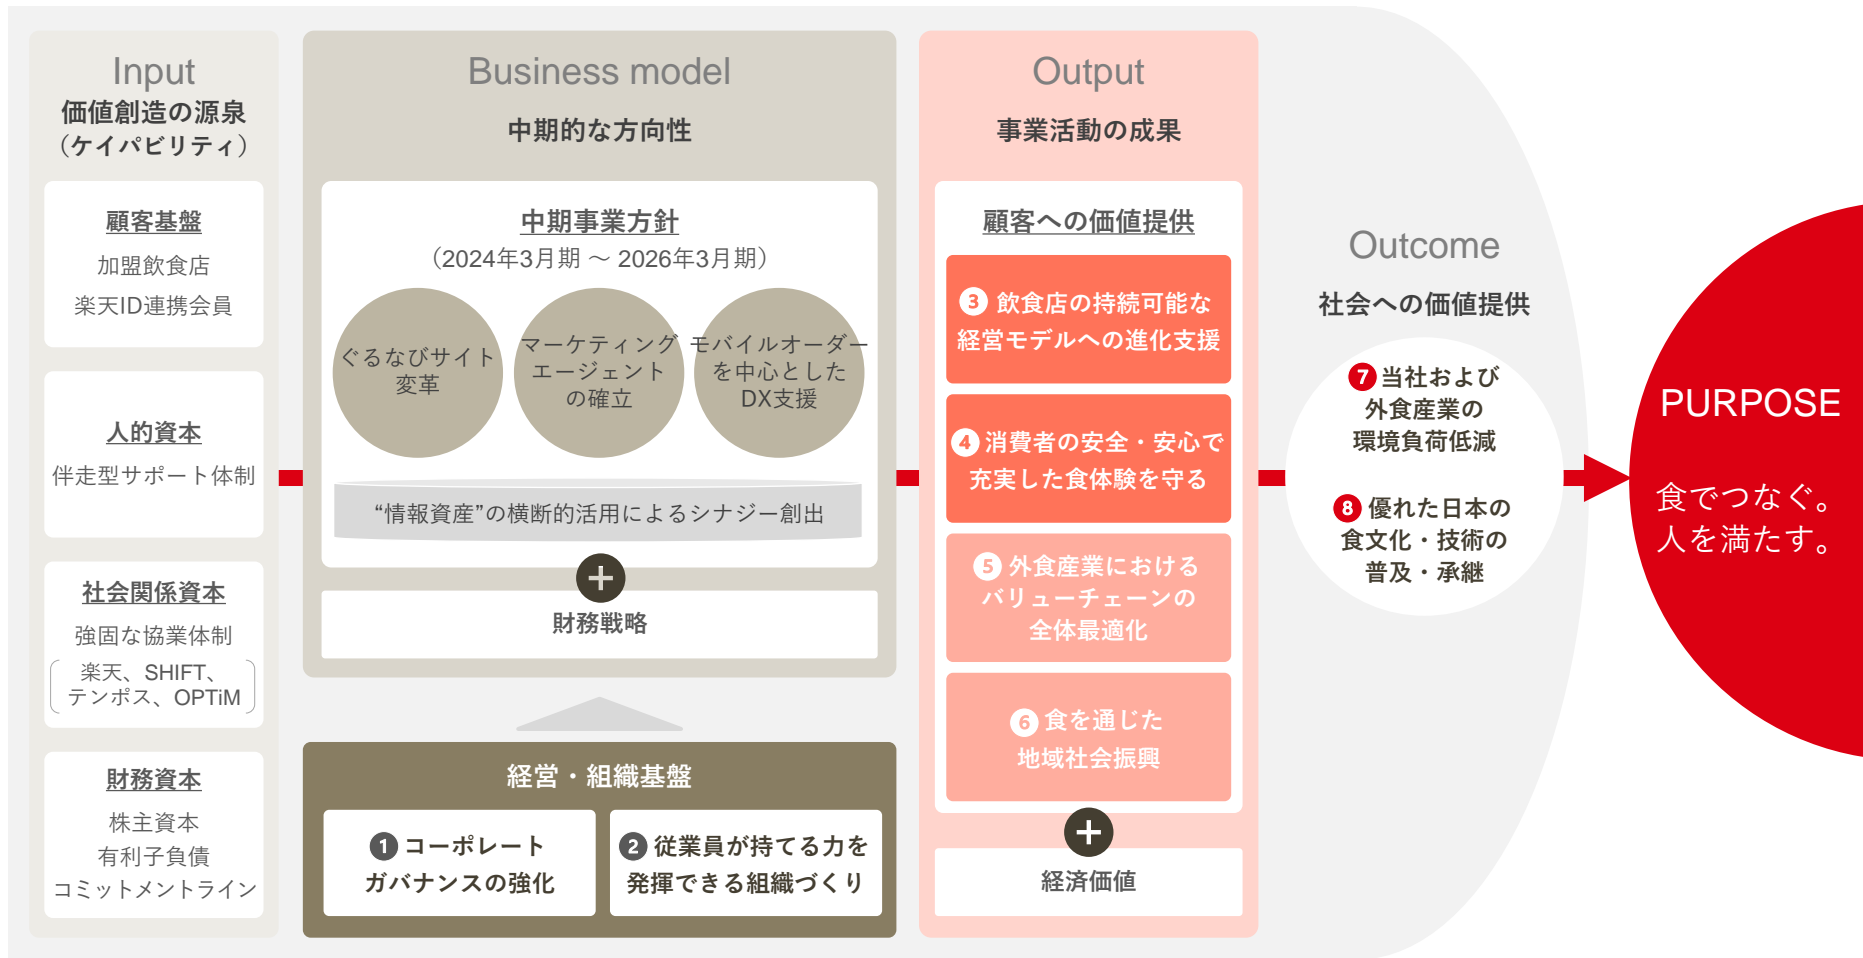 Input
価値創造の源泉
（ケイパビリティ）
顧客基盤
加盟飲食店
楽天ID連携会員
人的資本
伴走型サポート体制
社会関係資本
強固な協業体制
楽天、SHIFT、
テンポス、OPTiM
財務資本
株主資本
有利子負債
コミットメントライン
Business model
中期的な方向性
中期事業方針
（2024年3月期 ～ 2026年3月期）
ぐるなびサイト
変革
マーケティング
エージェント
の確立
モバイルオーダー
を中心とした
DX支援
“情報資産”の横断的活用によるシナジー創出
+
財務戦略
経営・組織基盤
1 コーポレート
ガバナンスの強化
2 従業員が持てる力を
発揮できる組織づくり
Output
事業活動の成果
顧客への価値提供
3 飲食店の持続可能な
経営モデルへの進化支援
4 消費者の安全・安心で
充実した食体験を守る
5 外食産業における
バリューチェーンの
全体最適化
6 食を通じた
地域社会振興
+
経済価値
Outcome
社会への価値提供
7 当社および
外食産業の
環境負荷低減
8 優れた日本の
食文化・技術の
普及・承継
PURPOSE
食でつなぐ。
人を満たす。